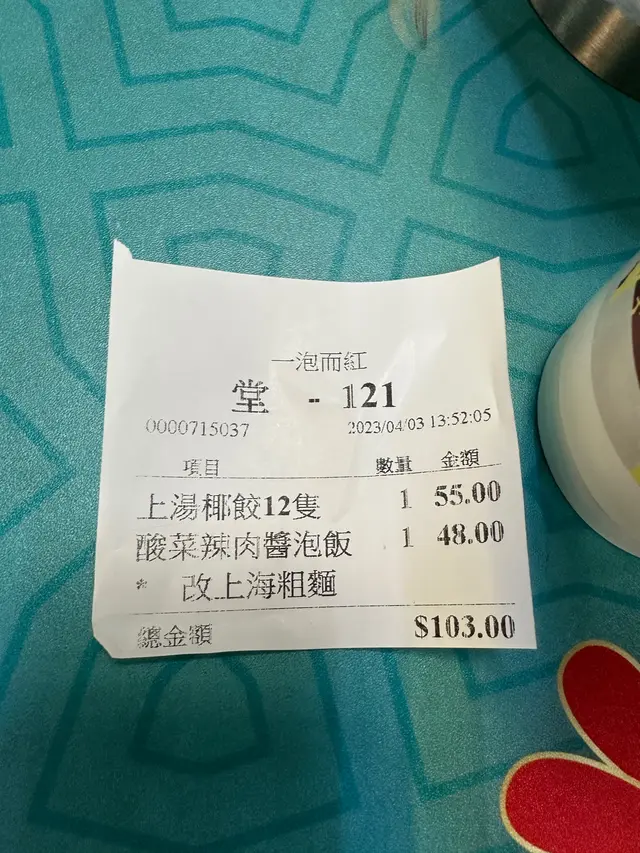 一泡而紅
堂 - 121
0000715037 2023/04/03 13:52:05
項目 數量 金額
上湯椰餃12隻 1 55.00
酸菜辣肉醬泡飯 1 48.00
* 改上海粗麵
總金額 $103.00